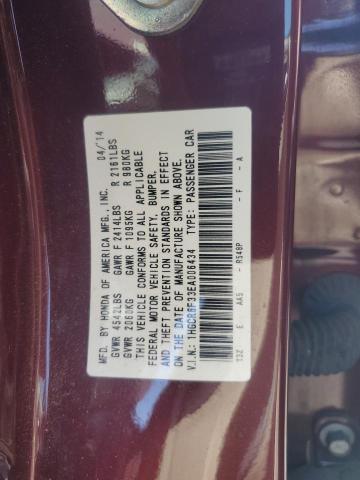 MFD. BY HONDA OF AMERICA MFG., INC. 04/14
GVWR 4542LBS GAWR F 2414LBS R 2161LBS
GVWR 2060KG GAWR F 1095KG R 980KG
THIS VEHICLE CONFORMS TO ALL APPLICABLE
FEDERAL MOTOR VEHICLE SAFETY, BUMPER,
AND THEFT PREVENTION STANDARDS IN EFFECT
ON THE DATE OF MANUFACTURE SHOWN ABOVE.
V.I.N.: 1HGCR6F33EA006434 TYPE: PASSENGER CAR
13Z E AA5 - R548P - F - A